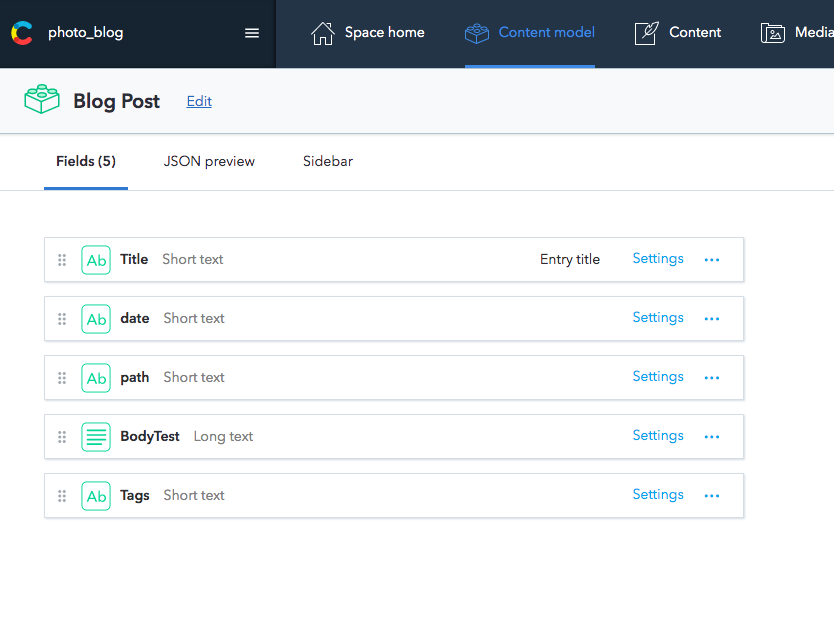 photo_blog Space home Content model Content Media
Blog Post Edit
Fields (5) JSON preview Sidebar
Ab Title Short text Entry title Settings ...
Ab date Short text Settings ...
Ab path Short text Settings ...
BodyTest Long text Settings ...
Ab Tags Short text Settings ...